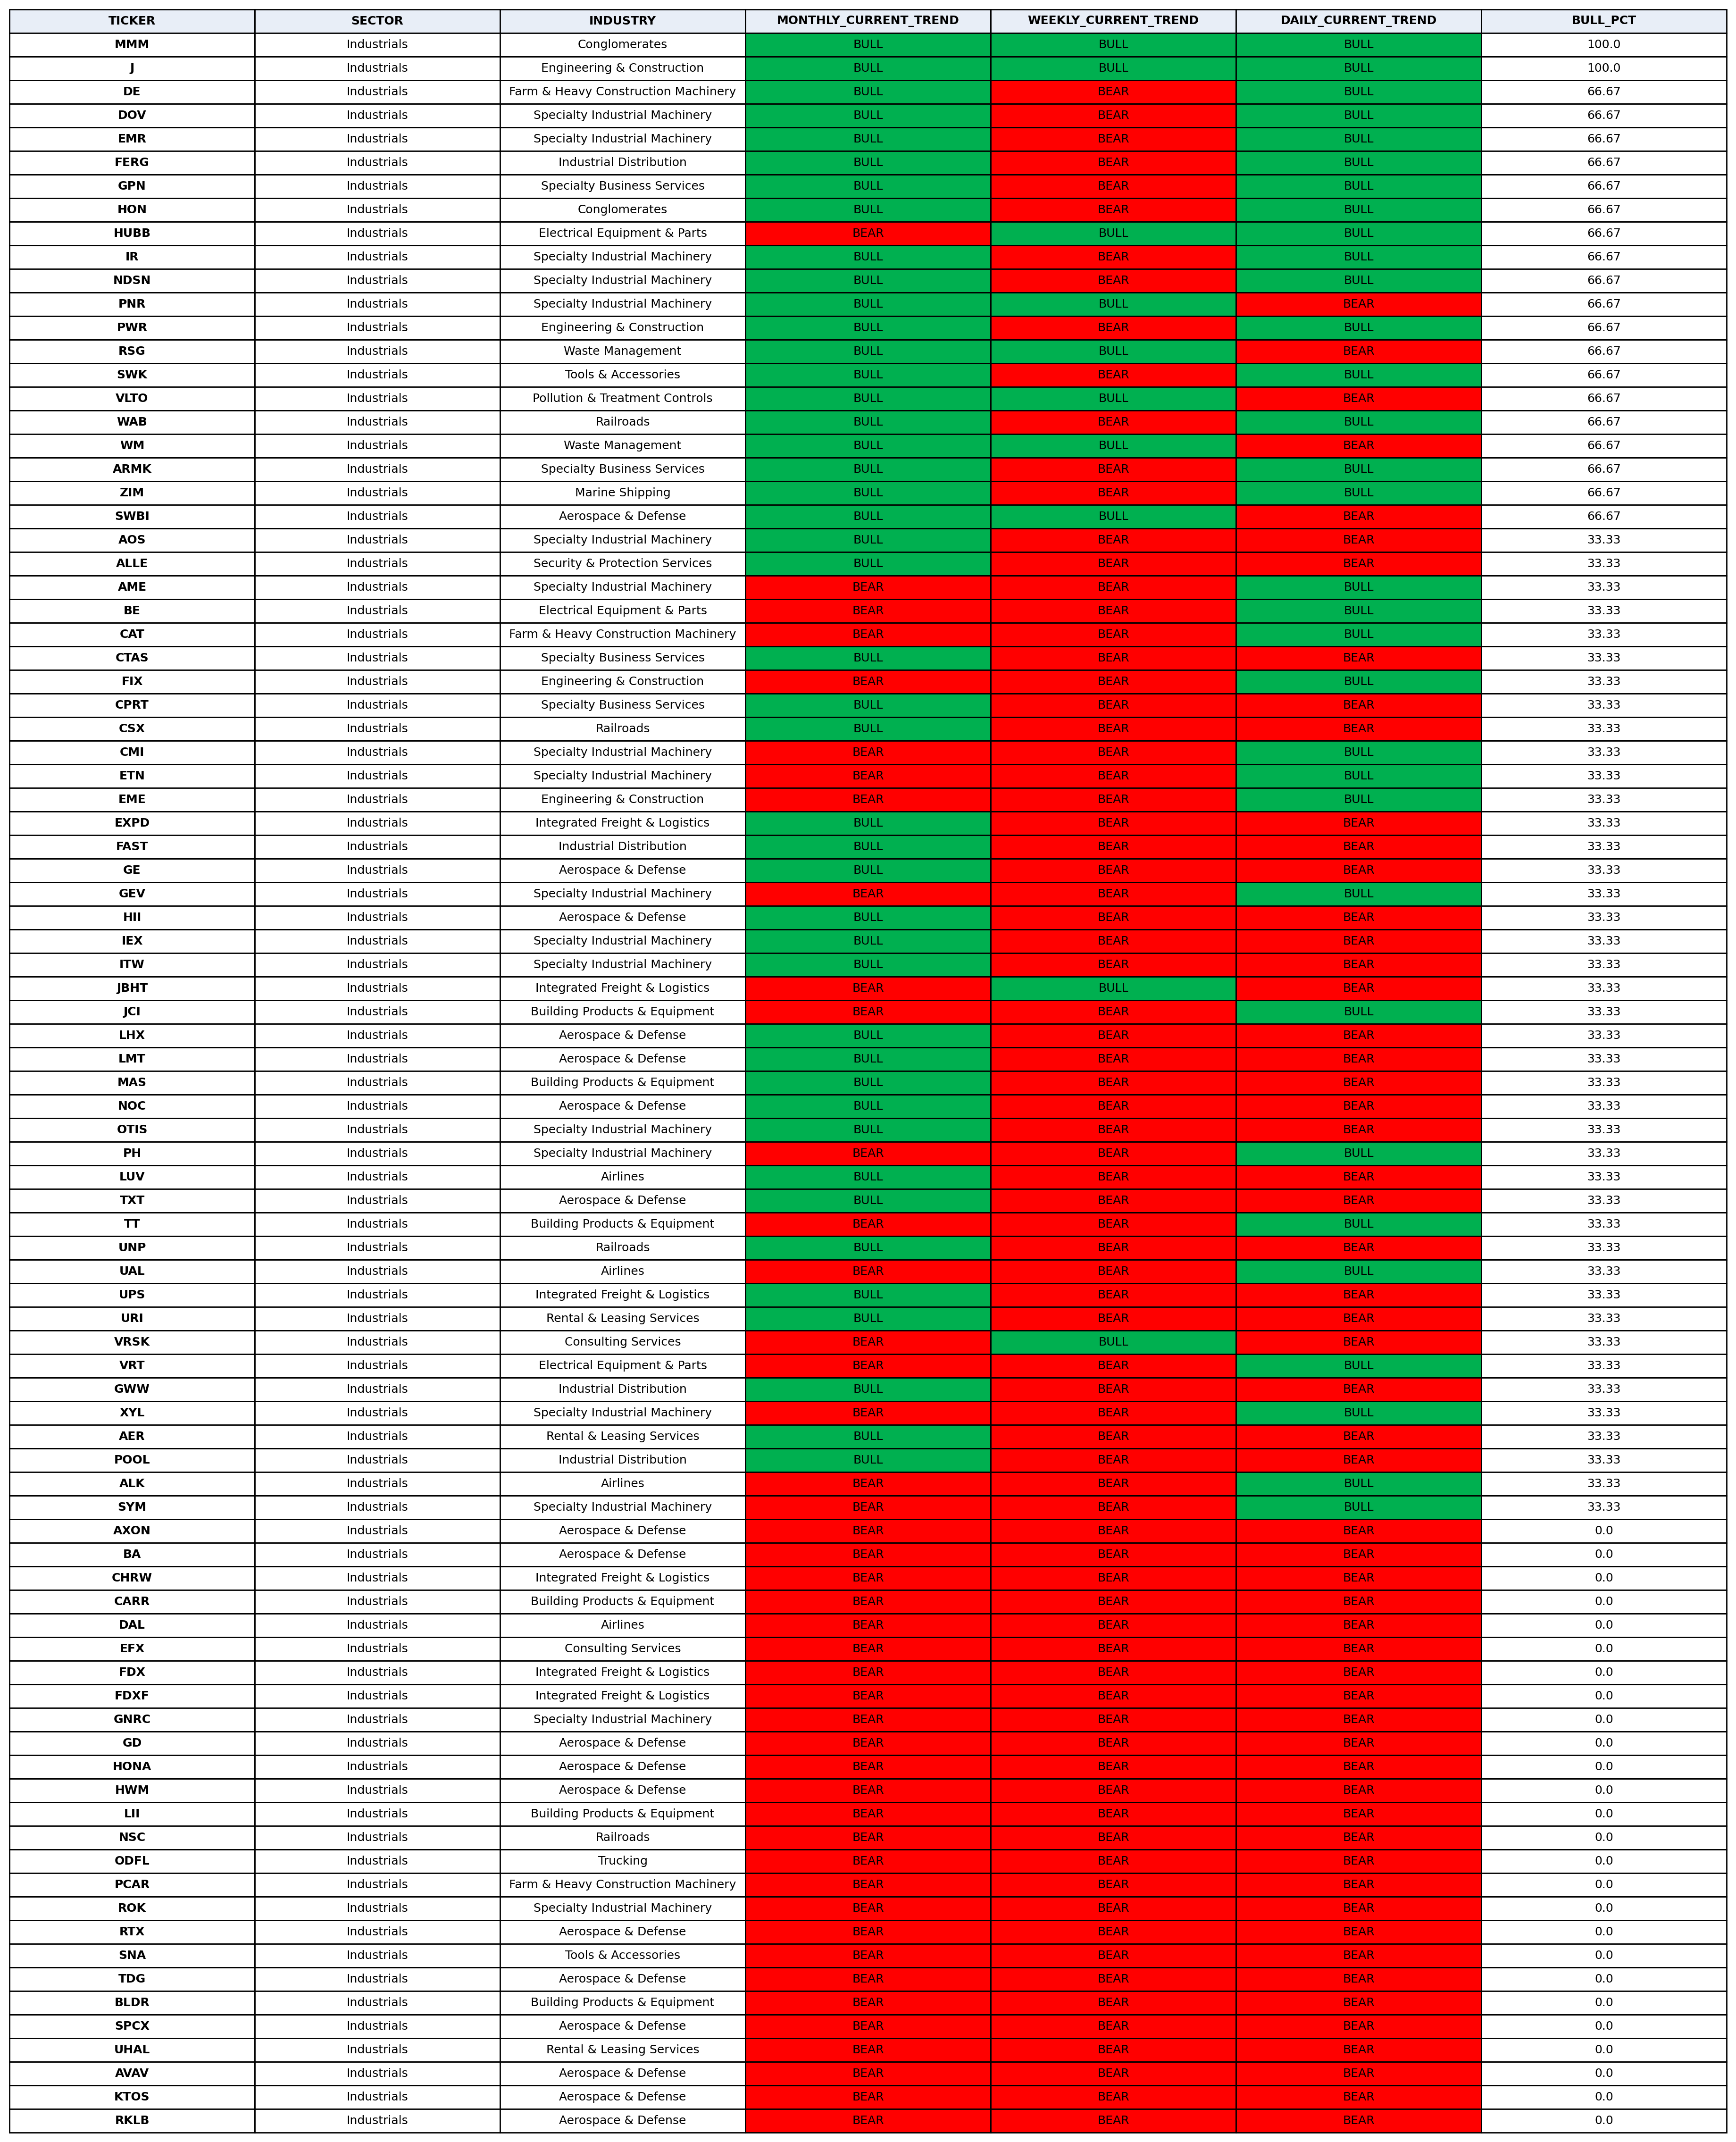 TICKER SECTOR INDUSTRY MONTHLY_CURRENT_TREND WEEKLY_CURRENT_TREND DAILY_CURRENT_TREND BULL_PCT
MMM Industrials Conglomerates BULL BULL BULL 100.0
J Industrials Engineering & Construction BULL BULL BULL 100.0
DE Industrials Farm & Heavy Construction Machinery BULL BEAR BULL 66.67
DOV Industrials Specialty Industrial Machinery BULL BEAR BULL 66.67
EMR Industrials Specialty Industrial Machinery BULL BEAR BULL 66.67
FERG Industrials Industrial Distribution BULL BEAR BULL 66.67
GPN Industrials Specialty Business Services BULL BEAR BULL 66.67
HON Industrials Conglomerates BULL BEAR BULL 66.67
HUBB Industrials Electrical Equipment & Parts BEAR BULL BULL 66.67
IR Industrials Specialty Industrial Machinery BULL BEAR BULL 66.67
NDSN Industrials Specialty Industrial Machinery BULL BEAR BULL 66.67
PNR Industrials Specialty Industrial Machinery BULL BULL BEAR 66.67
PWR Industrials Engineering & Construction BULL BEAR BULL 66.67
RSG Industrials Waste Management BULL BULL BEAR 66.67
SWK Industrials Tools & Accessories BULL BEAR BULL 66.67
VLTO Industrials Pollution & Treatment Controls BULL BULL BEAR 66.67
WAB Industrials Railroads BULL BEAR BULL 66.67
WM Industrials Waste Management BULL BULL BEAR 66.67
ARMK Industrials Specialty Business Services BULL BEAR BULL 66.67
ZIM Industrials Marine Shipping BULL BEAR BULL 66.67
SWBI Industrials Aerospace & Defense BULL BULL BEAR 66.67
AOS Industrials Specialty Industrial Machinery BULL BEAR BEAR 33.33
ALLE Industrials Security & Protection Services BULL BEAR BEAR 33.33
AME Industrials Specialty Industrial Machinery BEAR BEAR BULL 33.33
BE Industrials Electrical Equipment & Parts BEAR BEAR BULL 33.33
CAT Industrials Farm & Heavy Construction Machinery BEAR BEAR BULL 33.33
CTAS Industrials Specialty Business Services BULL BEAR BEAR 33.33
FIX Industrials Engineering & Construction BEAR BEAR BULL 33.33
CPRT Industrials Specialty Business Services BULL BEAR BEAR 33.33
CSX Industrials Railroads BULL BEAR BEAR 33.33
CMI Industrials Specialty Industrial Machinery BEAR BEAR BULL 33.33
ETN Industrials Specialty Industrial Machinery BEAR BEAR BULL 33.33
EME Industrials Engineering & Construction BEAR BEAR BULL 33.33
EXPD Industrials Integrated Freight & Logistics BULL BEAR BEAR 33.33
FAST Industrials Industrial Distribution BULL BEAR BEAR 33.33
GE Industrials Aerospace & Defense BULL BEAR BEAR 33.33
GEV Industrials Specialty Industrial Machinery BEAR BEAR BULL 33.33
HII Industrials Aerospace & Defense BULL BEAR BEAR 33.33
IEX Industrials Specialty Industrial Machinery BULL BEAR BEAR 33.33
ITW Industrials Specialty Industrial Machinery BULL BEAR BEAR 33.33
JBHT Industrials Integrated Freight & Logistics BEAR BULL BEAR 33.33
JCI Industrials Building Products & Equipment BEAR BEAR BULL 33.33
LHX Industrials Aerospace & Defense BULL BEAR BEAR 33.33
LMT Industrials Aerospace & Defense BULL BEAR BEAR 33.33
MAS Industrials Building Products & Equipment BULL BEAR BEAR 33.33
NOC Industrials Aerospace & Defense BULL BEAR BEAR 33.33
OTIS Industrials Specialty Industrial Machinery BULL BEAR BEAR 33.33
PH Industrials Specialty Industrial Machinery BEAR BEAR BULL 33.33
LUV Industrials Airlines BULL BEAR BEAR 33.33
TXT Industrials Aerospace & Defense BULL BEAR BEAR 33.33
TT Industrials Building Products & Equipment BEAR BEAR BULL 33.33
UNP Industrials Railroads BULL BEAR BEAR 33.33
UAL Industrials Airlines BEAR BEAR BULL 33.33
UPS Industrials Integrated Freight & Logistics BULL BEAR BEAR 33.33
URI Industrials Rental & Leasing Services BULL BEAR BEAR 33.33
VRSK Industrials Consulting Services BEAR BULL BEAR 33.33
VRT Industrials Electrical Equipment & Parts BEAR BEAR BULL 33.33
GWW Industrials Industrial Distribution BULL BEAR BEAR 33.33
XYL Industrials Specialty Industrial Machinery BEAR BEAR BULL 33.33
AER Industrials Rental & Leasing Services BULL BEAR BEAR 33.33
POOL Industrials Industrial Distribution BULL BEAR BEAR 33.33
ALK Industrials Airlines BEAR BEAR BULL 33.33
SYM Industrials Specialty Industrial Machinery BEAR BEAR BULL 33.33
AXON Industrials Aerospace & Defense BEAR BEAR BEAR 0.0
BA Industrials Aerospace & Defense BEAR BEAR BEAR 0.0
CHRW Industrials Integrated Freight & Logistics BEAR BEAR BEAR 0.0
CARR Industrials Building Products & Equipment BEAR BEAR BEAR 0.0
DAL Industrials Airlines BEAR BEAR BEAR 0.0
EFX Industrials Consulting Services BEAR BEAR BEAR 0.0
FDX Industrials Integrated Freight & Logistics BEAR BEAR BEAR 0.0
FDXF Industrials Integrated Freight & Logistics BEAR BEAR BEAR 0.0
GNRC Industrials Specialty Industrial Machinery BEAR BEAR BEAR 0.0
GD Industrials Aerospace & Defense BEAR BEAR BEAR 0.0
HONA Industrials Aerospace & Defense BEAR BEAR BEAR 0.0
HWM Industrials Aerospace & Defense BEAR BEAR BEAR 0.0
LII Industrials Building Products & Equipment BEAR BEAR BEAR 0.0
NSC Industrials Railroads BEAR BEAR BEAR 0.0
ODFL Industrials Trucking BEAR BEAR BEAR 0.0
PCAR Industrials Farm & Heavy Construction Machinery BEAR BEAR BEAR 0.0
ROK Industrials Specialty Industrial Machinery BEAR BEAR BEAR 0.0
RTX Industrials Aerospace & Defense BEAR BEAR BEAR 0.0
SNA Industrials Tools & Accessories BEAR BEAR BEAR 0.0
TDG Industrials Aerospace & Defense BEAR BEAR BEAR 0.0
BLDR Industrials Building Products & Equipment BEAR BEAR BEAR 0.0
SPCX Industrials Aerospace & Defense BEAR BEAR BEAR 0.0
UHAL Industrials Rental & Leasing Services BEAR BEAR BEAR 0.0
AVAV Industrials Aerospace & Defense BEAR BEAR BEAR 0.0
KTOS Industrials Aerospace & Defense BEAR BEAR BEAR 0.0
RKLB Industrials Aerospace & Defense BEAR BEAR BEAR 0.0